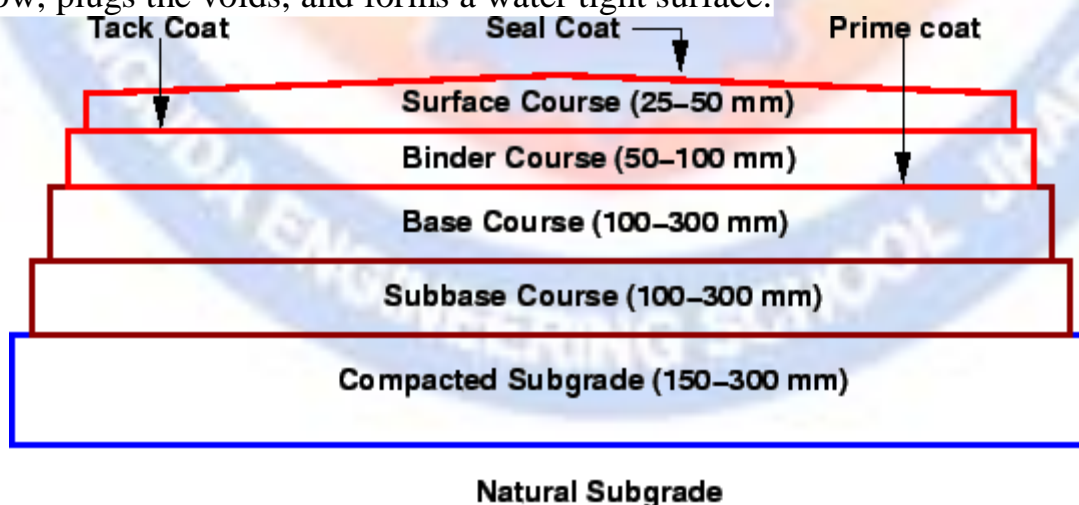 plugs the voids, and forms a water tight surface.
Tack Coat Seal Coat Prime coat
Surface Course (25–50 mm)
Binder Course (50–100 mm)
Base Course (100–300 mm)
Subbase Course (100–300 mm)
Compacted Subgrade (150–300 mm)
Natural Subgrade
ENGINEERING SCHOOL